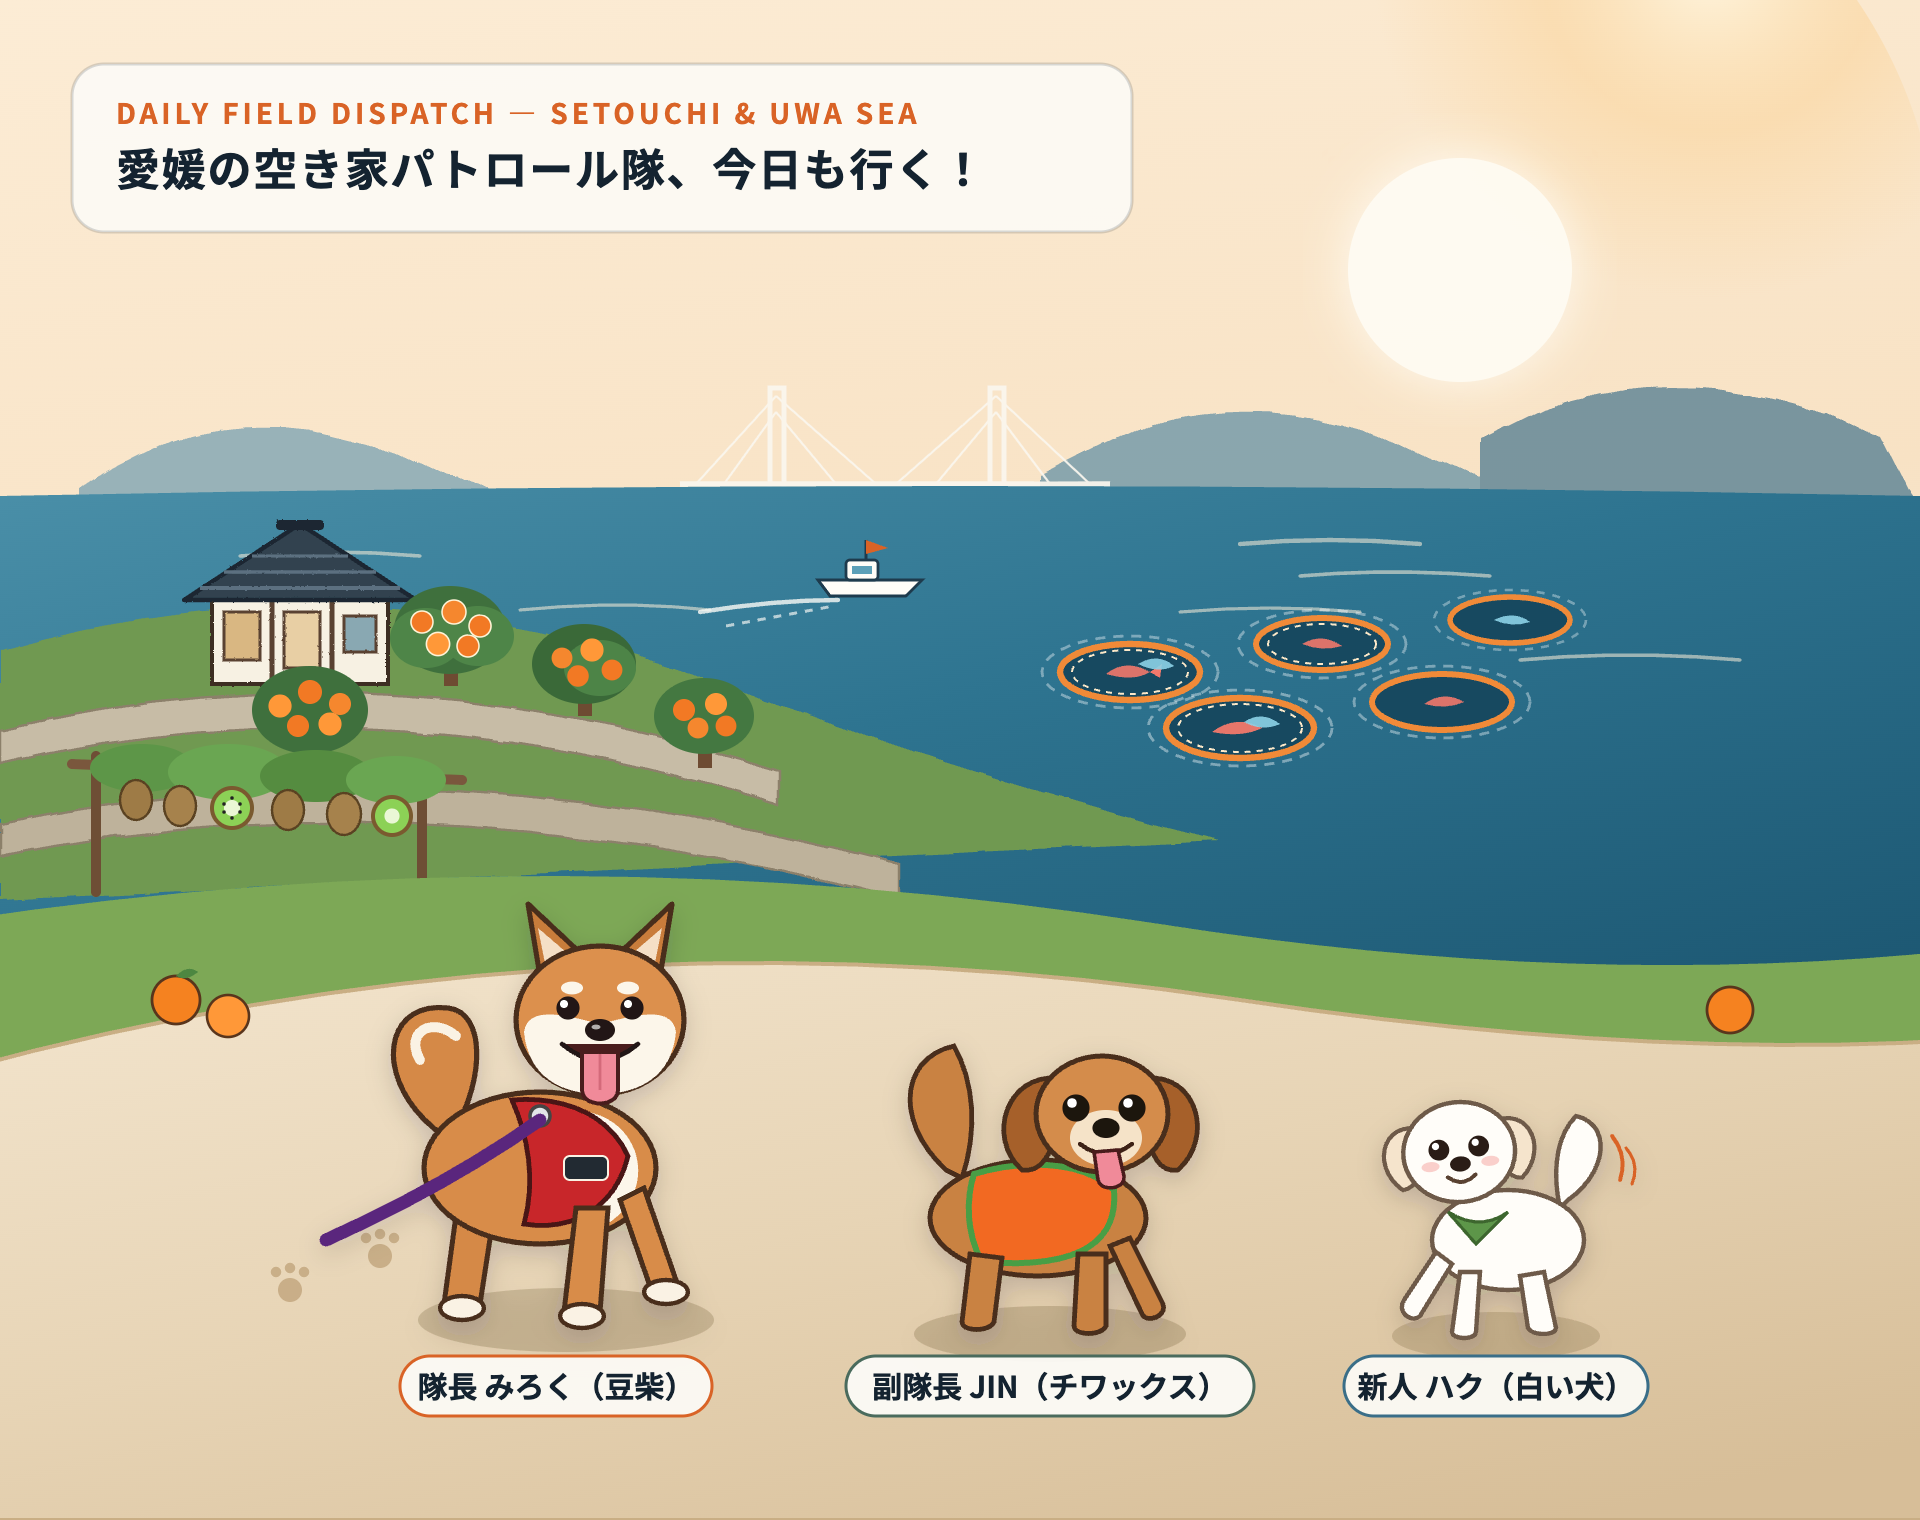 DAILY FIELD DISPATCH — SETOUCHI & UWA SEA
愛媛の空き家パトロール隊、今日も行く！
隊長 みろく（豆柴）
副隊長 JIN（チワックス）
新人 ハク（白い犬）